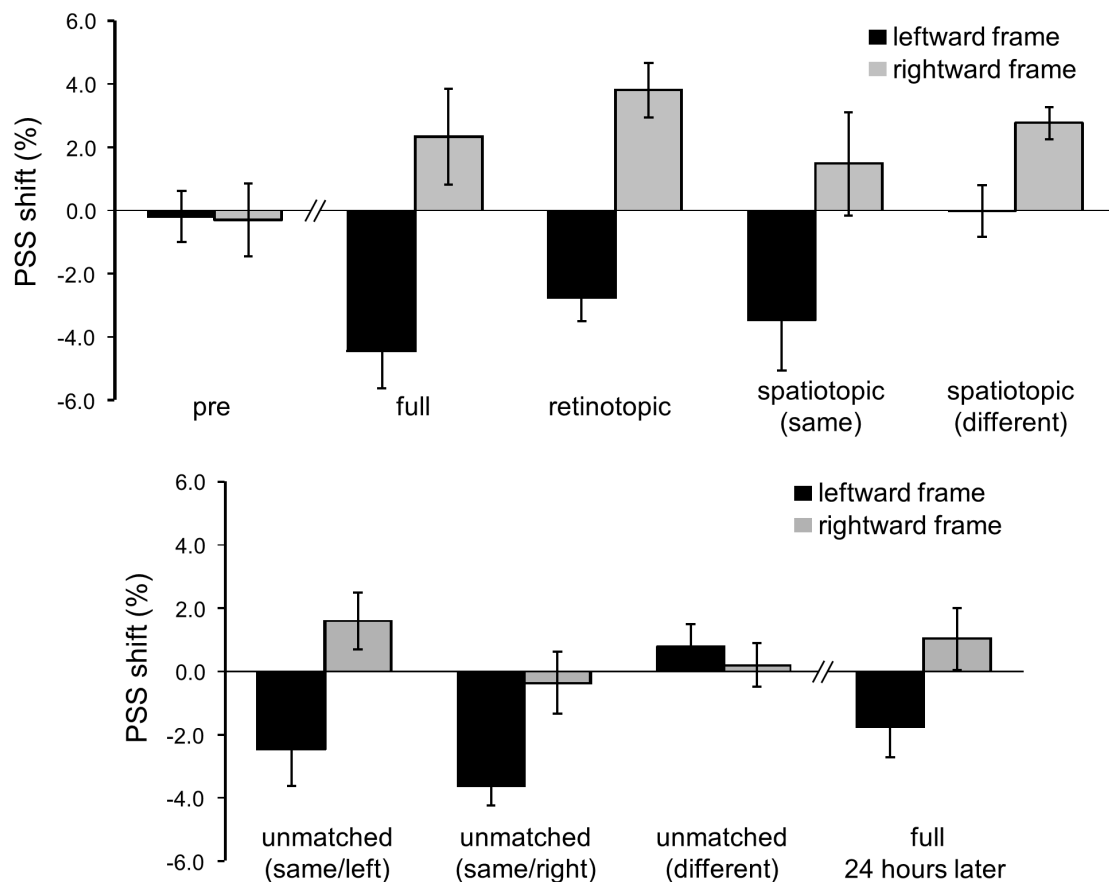 6.0
4.0
2.0
0.0
-2.0
-4.0
-6.0
PSS shift (%)
leftward frame
rightward frame
pre
//
full
retinotopic
spatiotopic
(same)
spatiotopic
(different)
6.0
4.0
2.0
0.0
-2.0
-4.0
-6.0
PSS shift (%)
leftward frame
rightward frame
unmatched
(same/left)
unmatched
(same/right)
unmatched
(different)
//
full
24 hours later